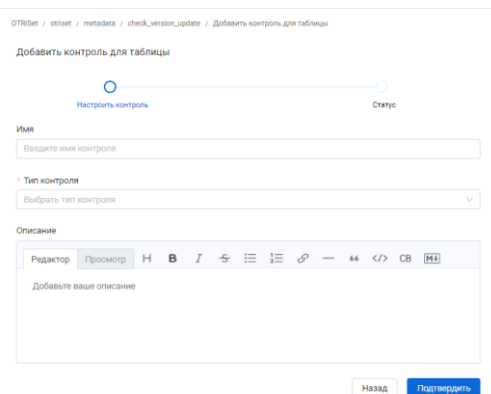 OTRiSet / otriset / metadata / check_version_update / Добавить контроль для таблицы
Добавить контроль для таблицы
Настроить контроль
Статус
Имя
Введите имя контроля
* Тип контроля
Выбрать тип контроля
Описание
Редактор Просмотр H B I S </> CB M↓
Добавьте ваше описание
Назад Подтвердить